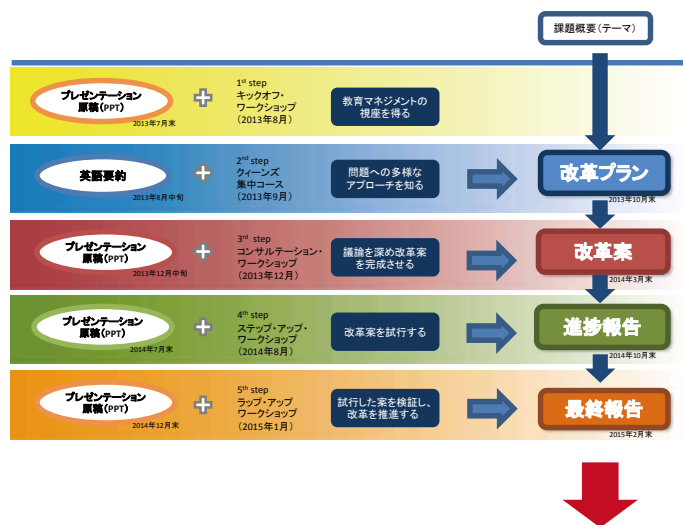 課題概要(テーマ)
プレゼンテーション
原稿(PPT)
2013年7月末
1st step
キックオフ・
ワークショップ
(2013年8月)
教育マネジメントの
視座を得る
英語要約
2013年8月中旬
2nd step
クィーンズ
集中コース
(2013年9月)
問題への多様な
アプローチを知る
改革プラン
2013年10月末
プレゼンテーション
原稿(PPT)
2013年12月中旬
3rd step
コンサルテーション・
ワークショップ
(2013年12月)
議論を深め改革案
を完成させる
改革案
2014年3月末
プレゼンテーション
原稿(PPT)
2014年7月末
4th step
ステップ・アップ・
ワークショップ
(2014年8月)
改革案を試行する
進捗報告
2014年10月末
プレゼンテーション
原稿(PPT)
2014年12月末
5th step
ラップ・アップ
ワークショップ
(2015年1月)
試行した案を検証し、
改革を推進する
最終報告
2015年2月末